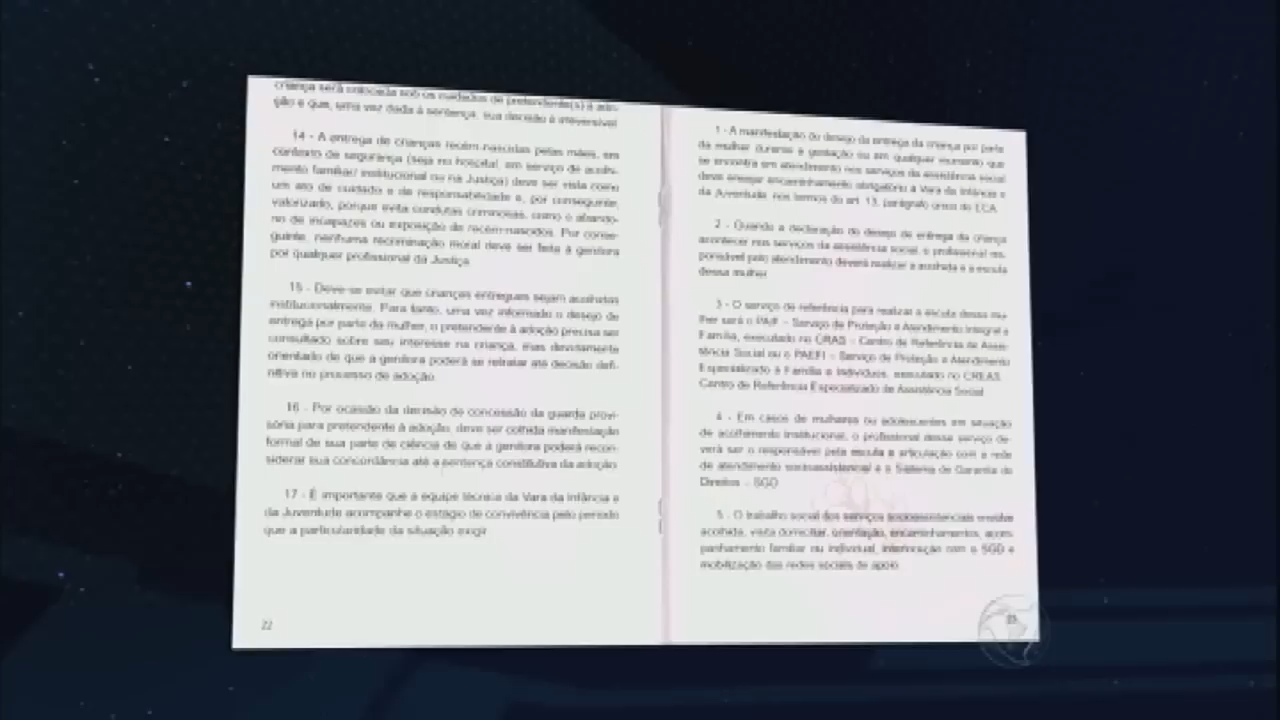 criança será colocada sob os cuidados de pretendente(s) à ado-
ção e que, uma vez dada a sentença, sua decisão é irreversível
14 - A entrega de crianças recém-nascidas pelas mães, em
contexto de segurança (seja no hospital, em serviço de acolhi-
mento familiar/ institucional ou na Justiça) deve ser vista como
um ato de cuidado e de responsabilidade e, por conseguinte,
valorizado, porque evita condutas criminosas, como o abando-
no de incapazes ou exposição de recém-nascidos. Por conse-
guinte, nenhuma recriminação moral deve ser feita à genitora
por qualquer profissional da Justiça.
15 - Deve-se evitar que crianças entregues sejam acolhidas
institucionalmente. Para tanto, uma vez informado o desejo de
entrega por parte da mulher, o pretendente à adoção precisa ser
consultado sobre seu interesse na criança, mas devidamente
orientado de que a genitora poderá se retratar até decisão defi-
nitiva no processo de adoção.
16 - Por ocasião da decisão de concessão da guarda provi-
sória para pretendente à adoção, deve ser colhida manifestação
formal de sua parte de ciência de que a genitora poderá recon-
siderar sua concordância até a sentença constitutiva da adoção.
17 - É importante que a equipe técnica da Vara da Infância e
da Juventude acompanhe o estágio de convivência pelo período
que a particularidade da situação exigir.
22
1 - A manifestação do desejo da entrega da criança por parte
da mulher durante a gestação ou em qualquer momento que
se encontra em atendimento nos serviços da assistência social
deve ensejar encaminhamento obrigatório à Vara da Infância e
da Juventude, nos termos do art. 13, parágrafo único do ECA.
2 - Quando a declaração do desejo de entrega da criança
acontecer nos serviços da assistência social, o profissional res-
ponsável pelo atendimento deverá realizar a acolhida e a escuta
dessa mulher.
3 - O serviço de referência para realizar a escuta dessa mu-
lher será o PAIF - Serviço de Proteção e Atendimento Integral à
Família, executado no CRAS - Centro de Referência de Assis-
tência Social ou o PAEFI - Serviço de Proteção e Atendimento
Especializado à Família e Indivíduos, executado no CREAS
Centro de Referência Especializado de Assistência Social.
4 - Em casos de mulheres ou adolescentes em situação
de acolhimento institucional, o profissional desse serviço de-
verá ser o responsável pela escuta e articulação com a rede
de atendimento socioassistencial e o Sistema de Garantia de
Direitos - SGD
5 - O trabalho social dos serviços socioassistenciais envolve
acolhida, visita domiciliar, orientação, encaminhamentos, acom
panhamento familiar ou individual, interlocução com o SGD e
mobilização das redes sociais de apoio.